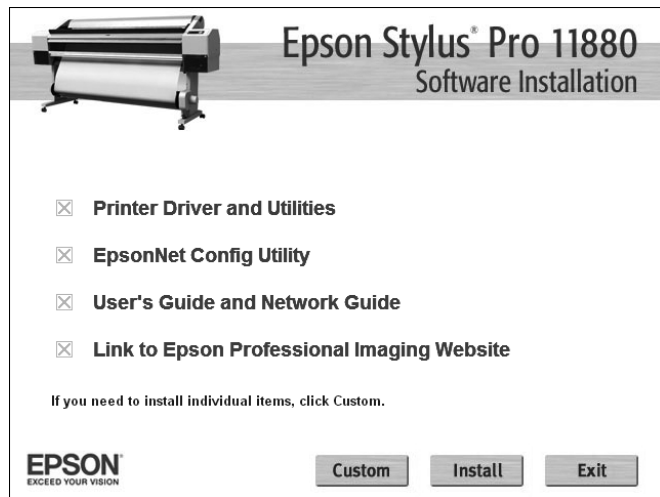 Epson Stylus® Pro 11880
Software Installation
Printer Driver and Utilities
EpsonNet Config Utility
User's Guide and Network Guide
Link to Epson Professional Imaging Website
If you need to install individual items, click Custom.
EPSON®
EXCEED YOUR VISION
Custom
Install
Exit